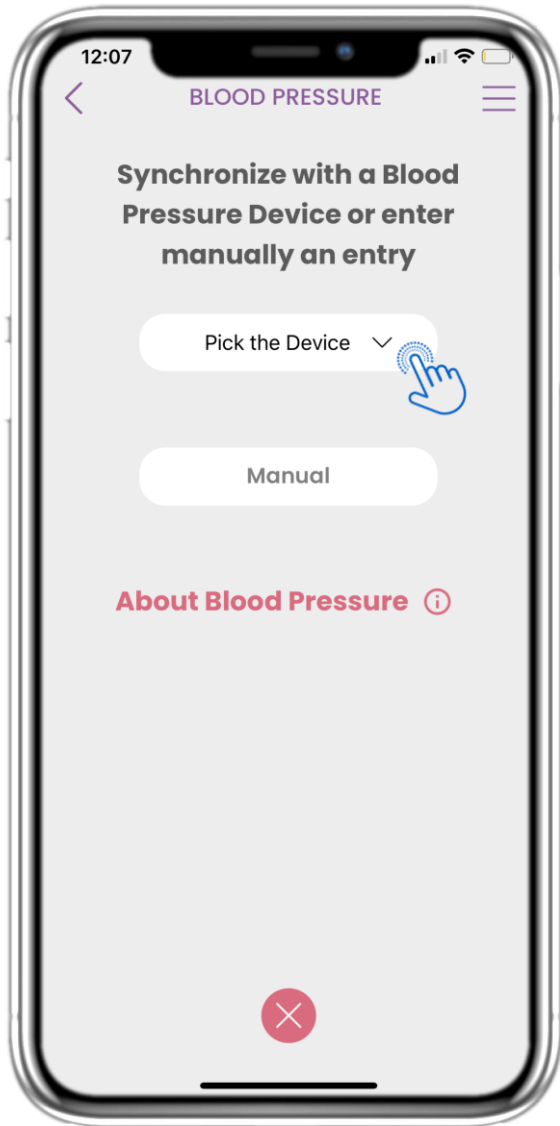 12:07
BLOOD PRESSURE
Synchronize with a Blood
Pressure Device or enter
manually an entry
Pick the Device
Manual
About Blood Pressure